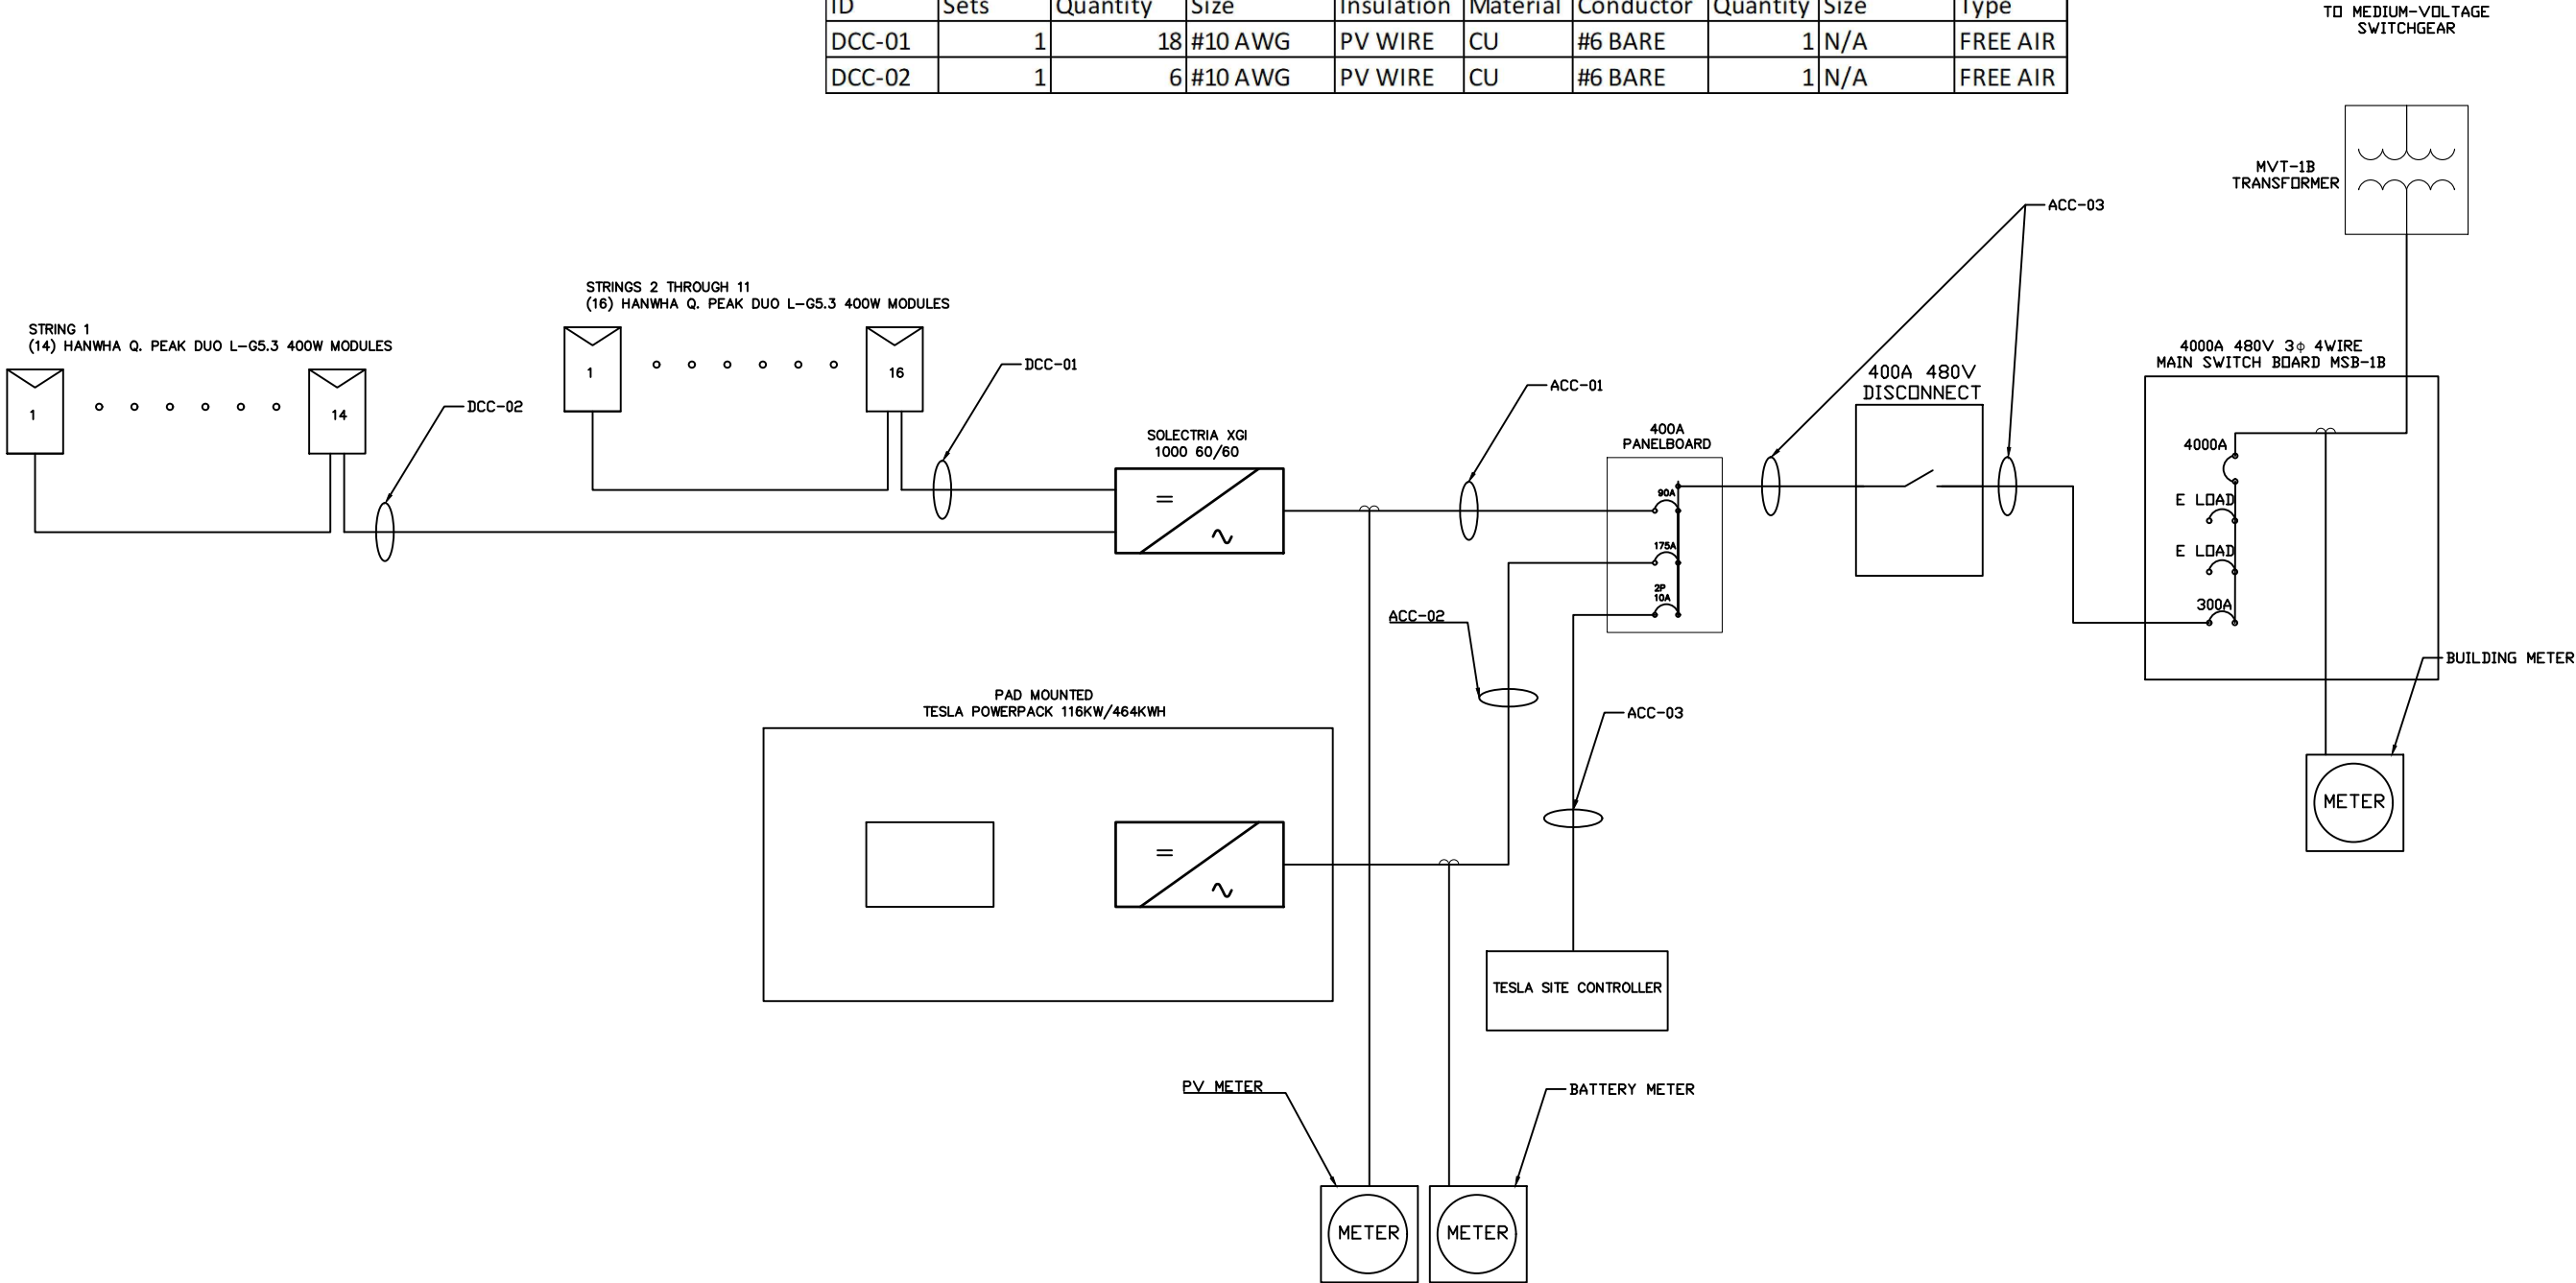 ID Sets Quantity Size Insulation Material Conductor Quantity Size Type
DCC-01 1 18 #10 AWG PV WIRE CU #6 BARE 1 N/A FREE AIR
DCC-02 1 6 #10 AWG PV WIRE CU #6 BARE 1 N/A FREE AIR
TO MEDIUM-VOLTAGE
SWITCHGEAR
MVT-1B
TRANSFORMER
ACC-03
STRINGS 2 THROUGH 11
(16) HANWHA Q. PEAK DUO L-G5.3 400W MODULES
STRING 1
(14) HANWHA Q. PEAK DUO L-G5.3 400W MODULES
1
16
DCC-01
1
14
DCC-02
ACC-01
SOLECTRIA XGI
1000 60/60
400A
PANELBOARD
90A
175A
2P
10A
400A 480V
DISCONNECT
4000A 480V 3ϕ 4WIRE
MAIN SWITCH BOARD MSB-1B
4000A
E LOAD
E LOAD
300A
BUILDING METER
METER
ACC-02
PAD MOUNTED
TESLA POWERPACK 116KW/464KWH
ACC-03
TESLA SITE CONTROLLER
PV METER
BATTERY METER
METER
METER